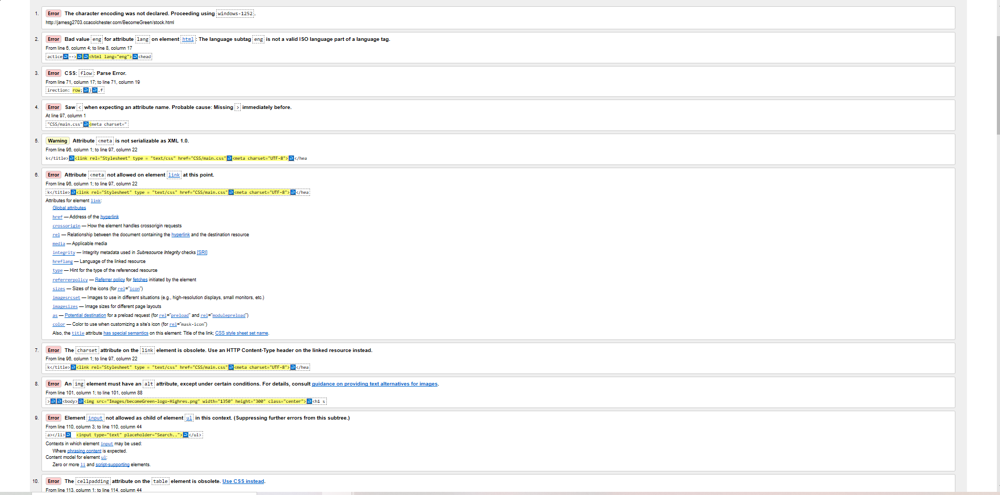 1. Error The character encoding was not declared. Proceeding using windows-1252.
http://jamesg2703.ccacolchester.com/BecomeGreen/stock.html
2. Error Bad value eng for attribute lang on element html: The language subtag eng is not a valid ISO language part of a language tag.
From line 6, column 4; to line 8, column 17
actice↩-->↩↩<html lang="eng">↩<head
3. Error CSS: flow: Parse Error.
From line 71, column 17; to line 71, column 19
irection: row;↩}↩.f
4. Error Saw < when expecting an attribute name. Probable cause: Missing > immediately before.
At line 97, column 1
"CSS/main.css"↩<meta charset="
5. Warning Attribute <meta is not serializable as XML 1.0.
From line 96, column 1; to line 97, column 22
k</title>↩<link rel="Stylesheet" type = "text/css" href="CSS/main.css"↩<meta charset="UTF-8">↩</hea
6. Error Attribute <meta not allowed on element link at this point.
From line 96, column 1; to line 97, column 22
k</title>↩<link rel="Stylesheet" type = "text/css" href="CSS/main.css"↩<meta charset="UTF-8">↩</hea
Attributes for element link:
Global attributes
href — Address of the hyperlink
crossorigin — How the element handles crossorigin requests
rel — Relationship between the document containing the hyperlink and the destination resource
media — Applicable media
integrity — Integrity metadata used in Subresource Integrity checks [SRI]
hreflang — Language of the linked resource
type — Hint for the type of the referenced resource
referrerpolicy — Referrer policy for fetches initiated by the element
sizes — Sizes of the icons (for rel="icon")
imagesrcset — Images to use in different situations (e.g., high-resolution displays, small monitors, etc.)
imagesizes — Image sizes for different page layouts
as — Potential destination for a preload request (for rel="preload" and rel="modulepreload")
color — Color to use when customizing a site's icon (for rel="mask-icon")
Also, the title attribute has special semantics on this element: Title of the link; CSS style sheet set name.
7. Error The charset attribute on the link element is obsolete. Use an HTTP Content-Type header on the linked resource instead.
From line 96, column 1; to line 97, column 22
k</title>↩<link rel="Stylesheet" type = "text/css" href="CSS/main.css"↩<meta charset="UTF-8">↩</hea
8. Error An img element must have an alt attribute, except under certain conditions. For details, consult guidance on providing text alternatives for images.
From line 101, column 1; to line 101, column 88
>↩↩<body>↩<img src="Images/becomeGreen-logo-Highres.png" width="1350" height="300" class="center">↩<h1 s
9. Error Element input not allowed as child of element ul in this context. (Suppressing further errors from this subtree.)
From line 110, column 3; to line 110, column 44
a></li>↩ <input type="text" placeholder="Search..">↩</ul>
Contexts in which element input may be used:
Where phrasing content is expected.
Content model for element ul:
Zero or more li and script-supporting elements.
10. Error The cellpadding attribute on the table element is obsolete. Use CSS instead.
From line 113, column 1; to line 114, column 44